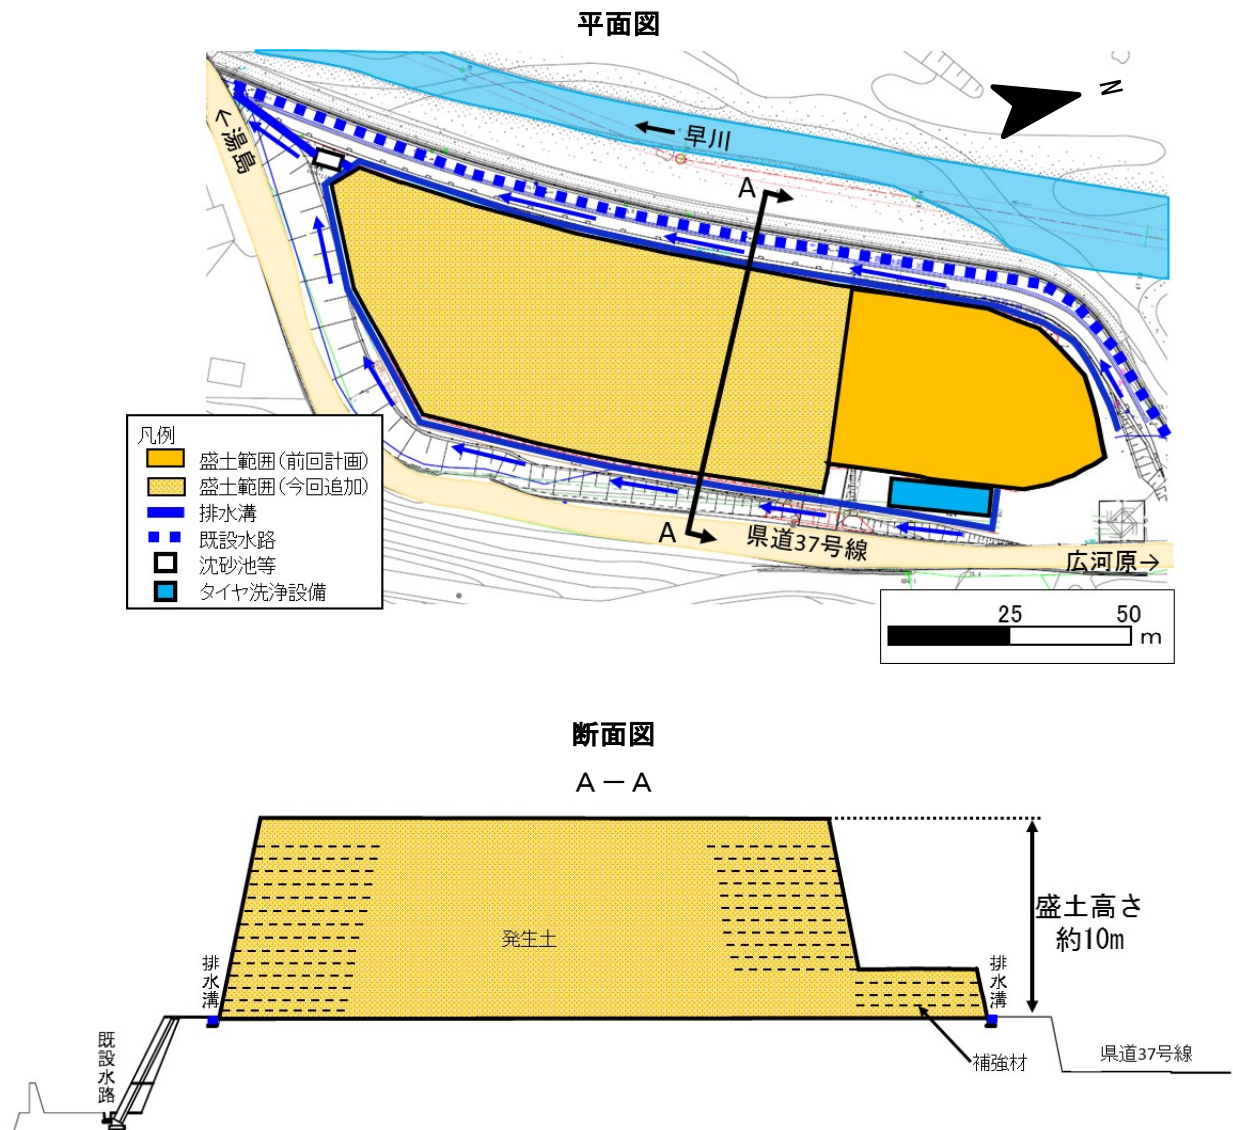 平面図
N
←湯島
←早川
A
A
県道37号線
広河原→
凡例
盛土範囲(前回計画)
盛土範囲(今回追加)
排水溝
既設水路
沈砂池等
タイヤ洗浄設備
25 50
m
断面図
A－A
発生土
盛土高さ
約10m
排水溝
排水溝
既設水路
補強材
県道37号線